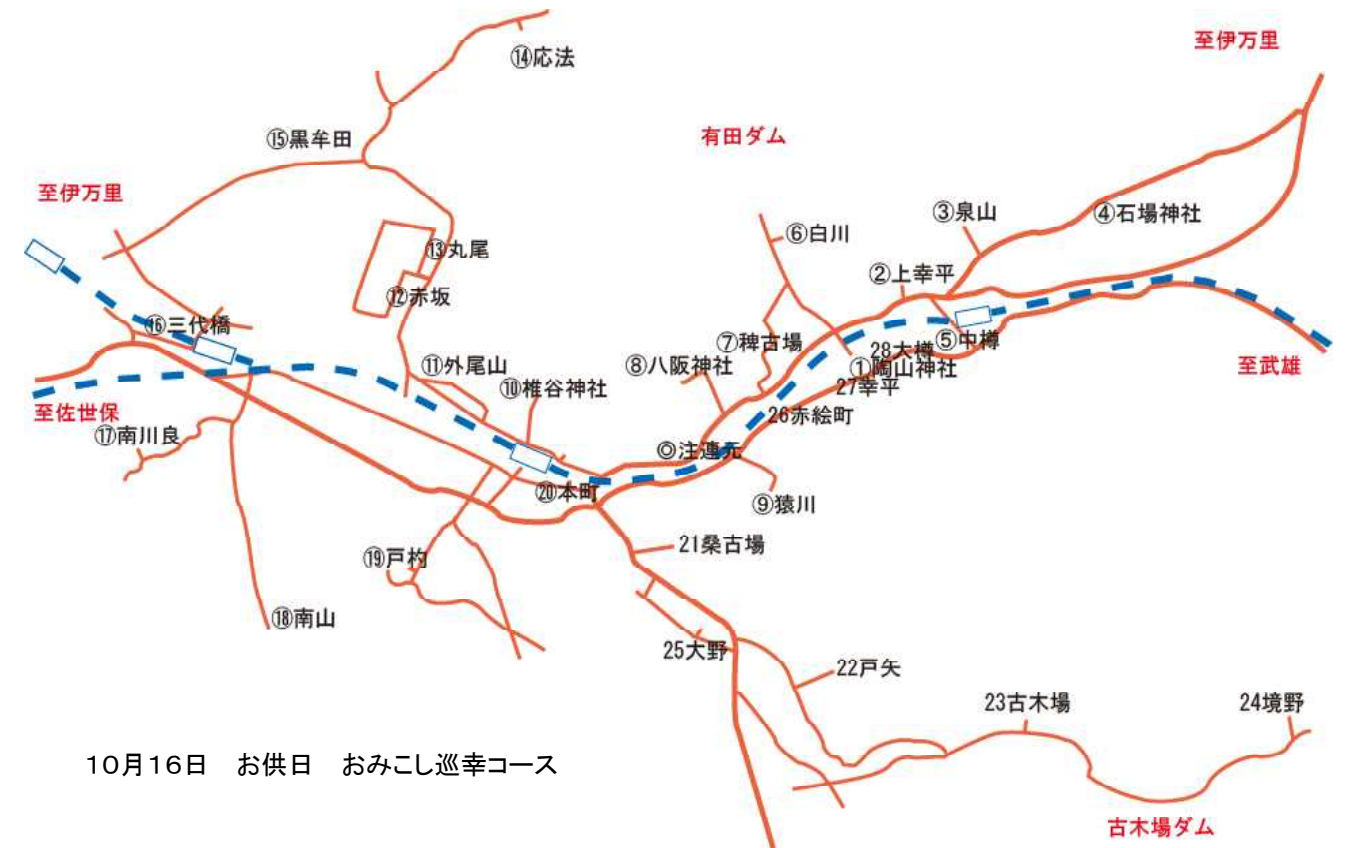 ⑭応法
至伊万里
⑮黒牟田
有田ダム
至伊万里
③泉山
④石場神社
⑥白川
⑬丸尾
②上幸平
⑫赤坂
⑯三代橋
⑦稗古場
⑤中樽
28大樽
⑪外尾山
⑧八阪神社
①陶山神社
至武雄
⑩椎谷神社
27幸平
至佐世保
26赤絵町
⑰南川良
◎注連元
⑳本町
⑨猿川
21桑古場
⑲戸杓
⑱南山
25大野
22戸矢
23古木場
24境野
10月16日 お供日 おみこし巡幸コース
古木場ダム